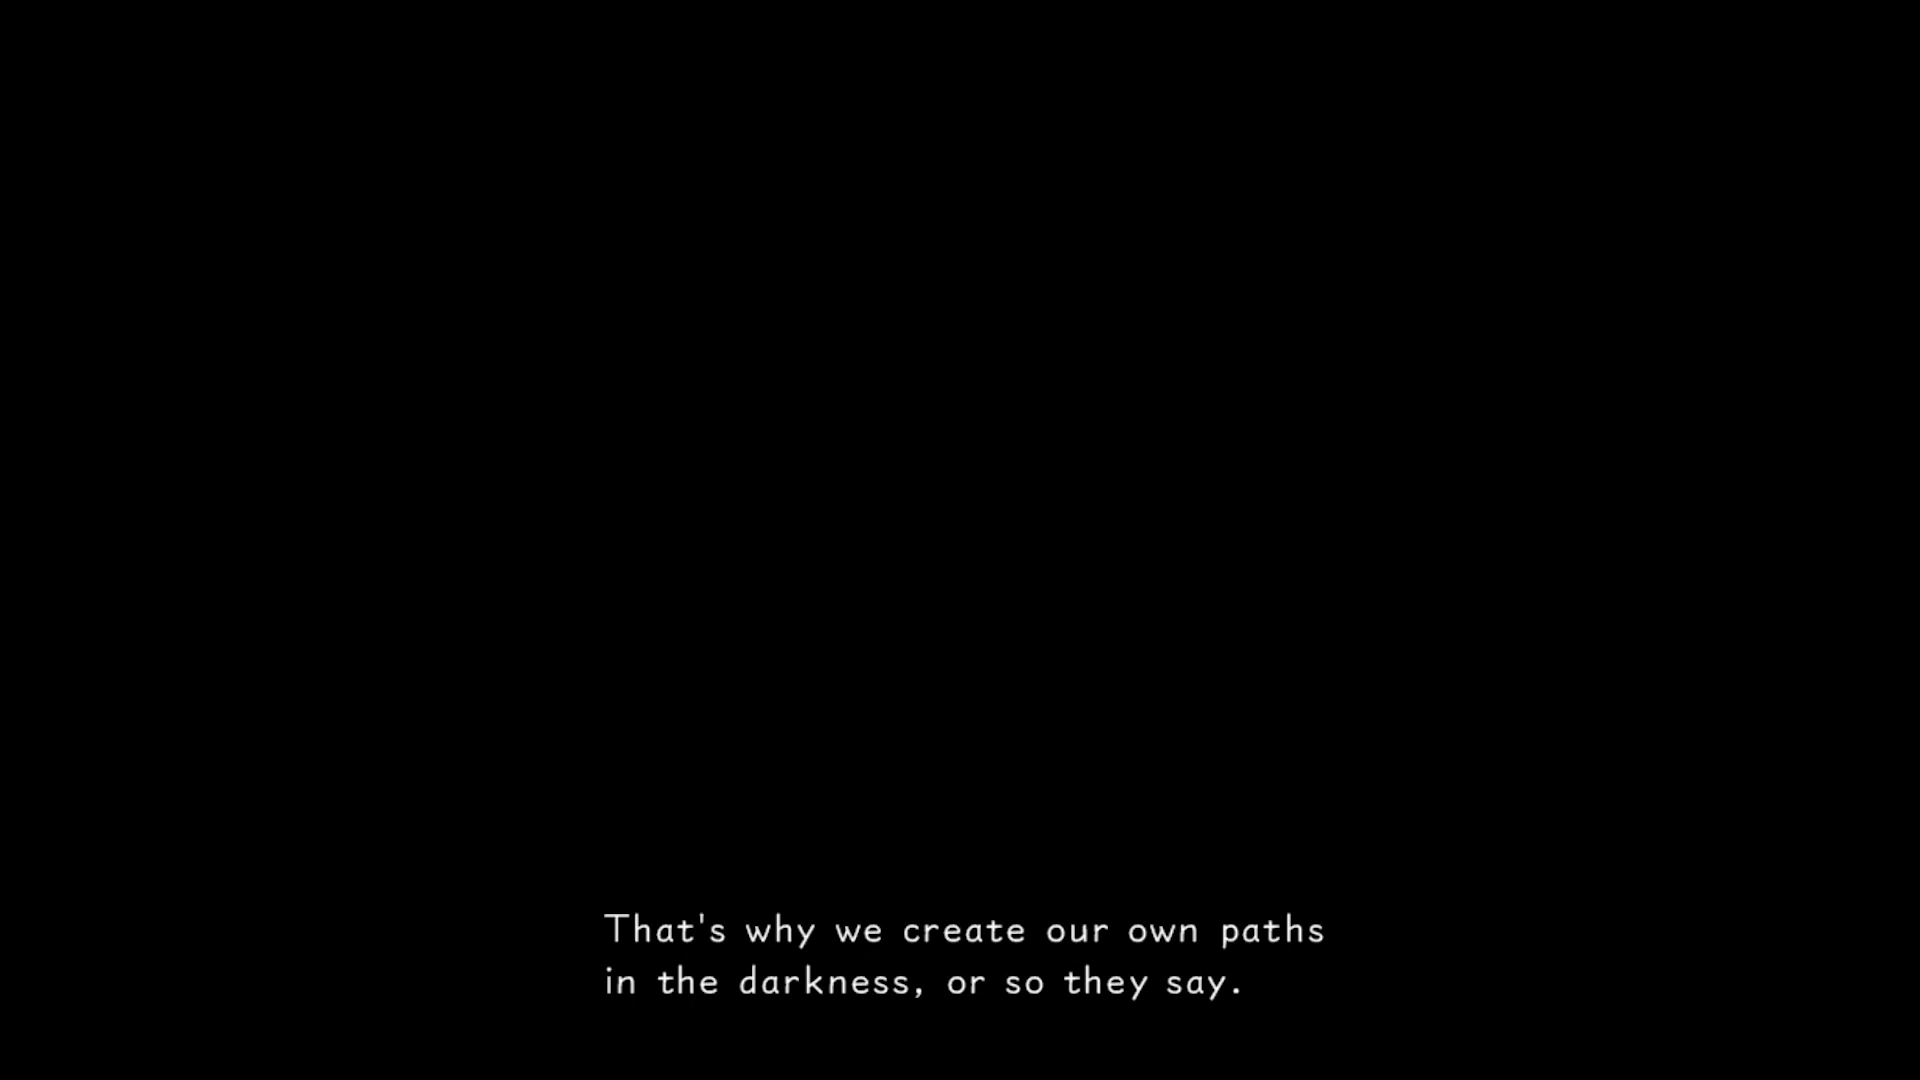 That's why we create our own paths
in the darkness, or so they say.